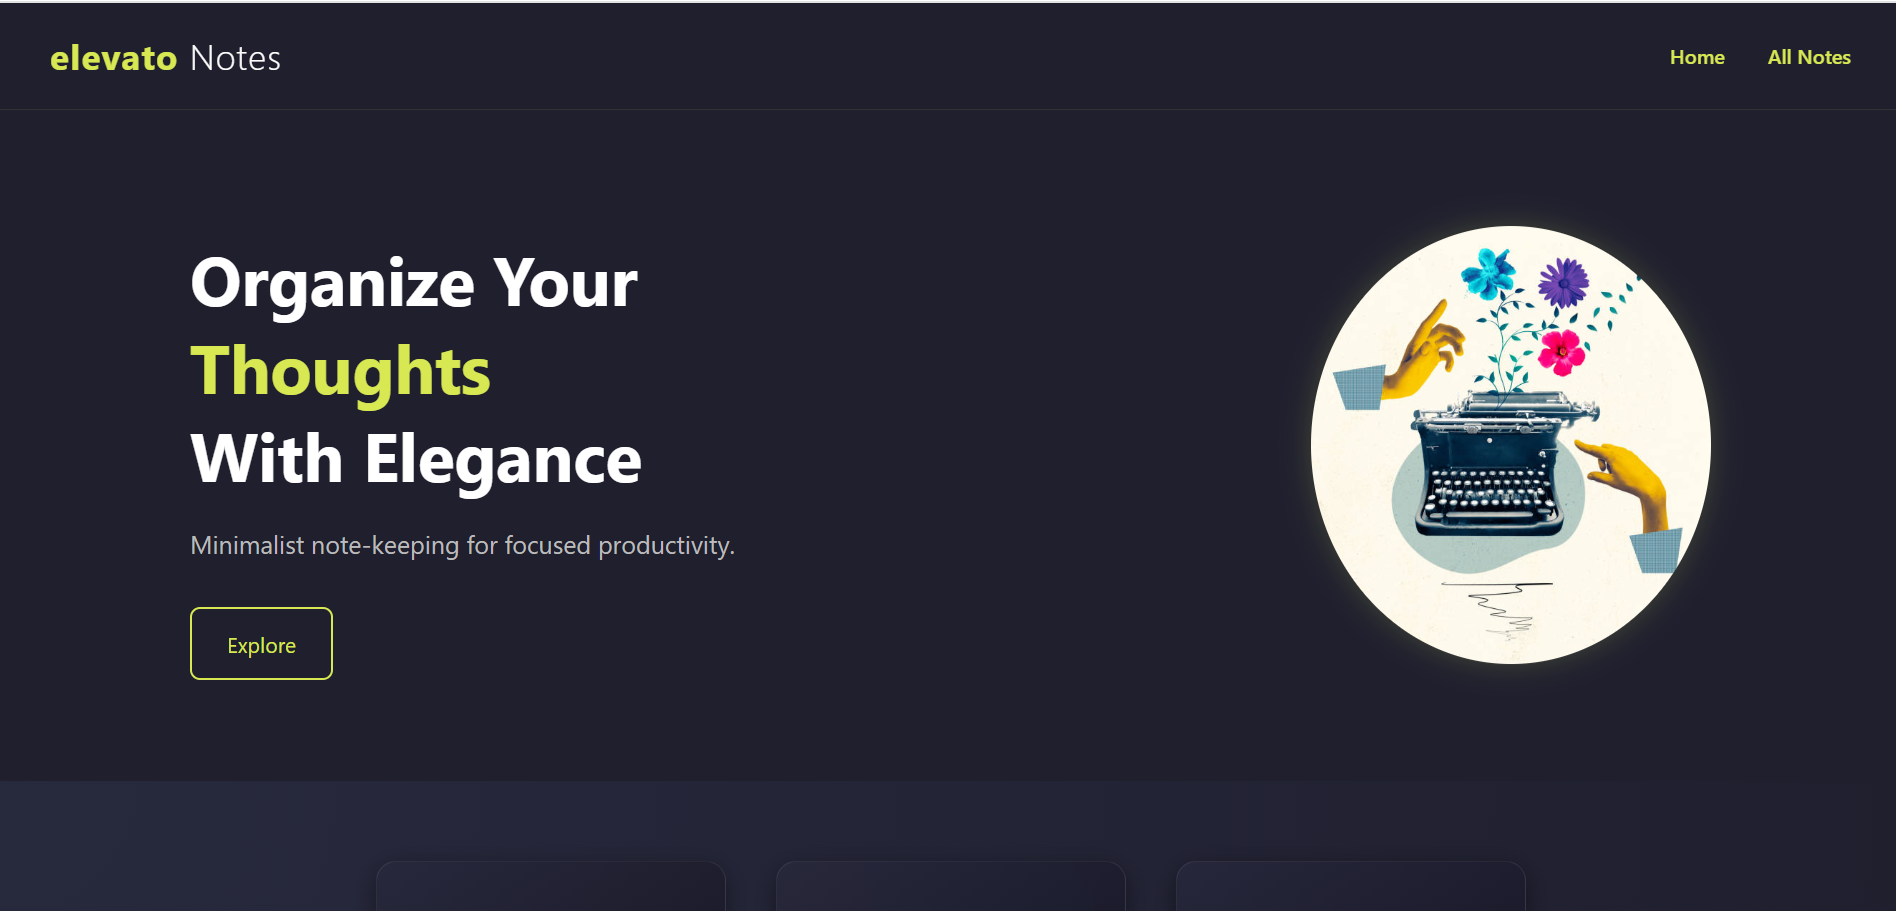 elevato Notes
Home
All Notes
Organize Your
Thoughts
With Elegance
Minimalist note-keeping for focused productivity.
Explore